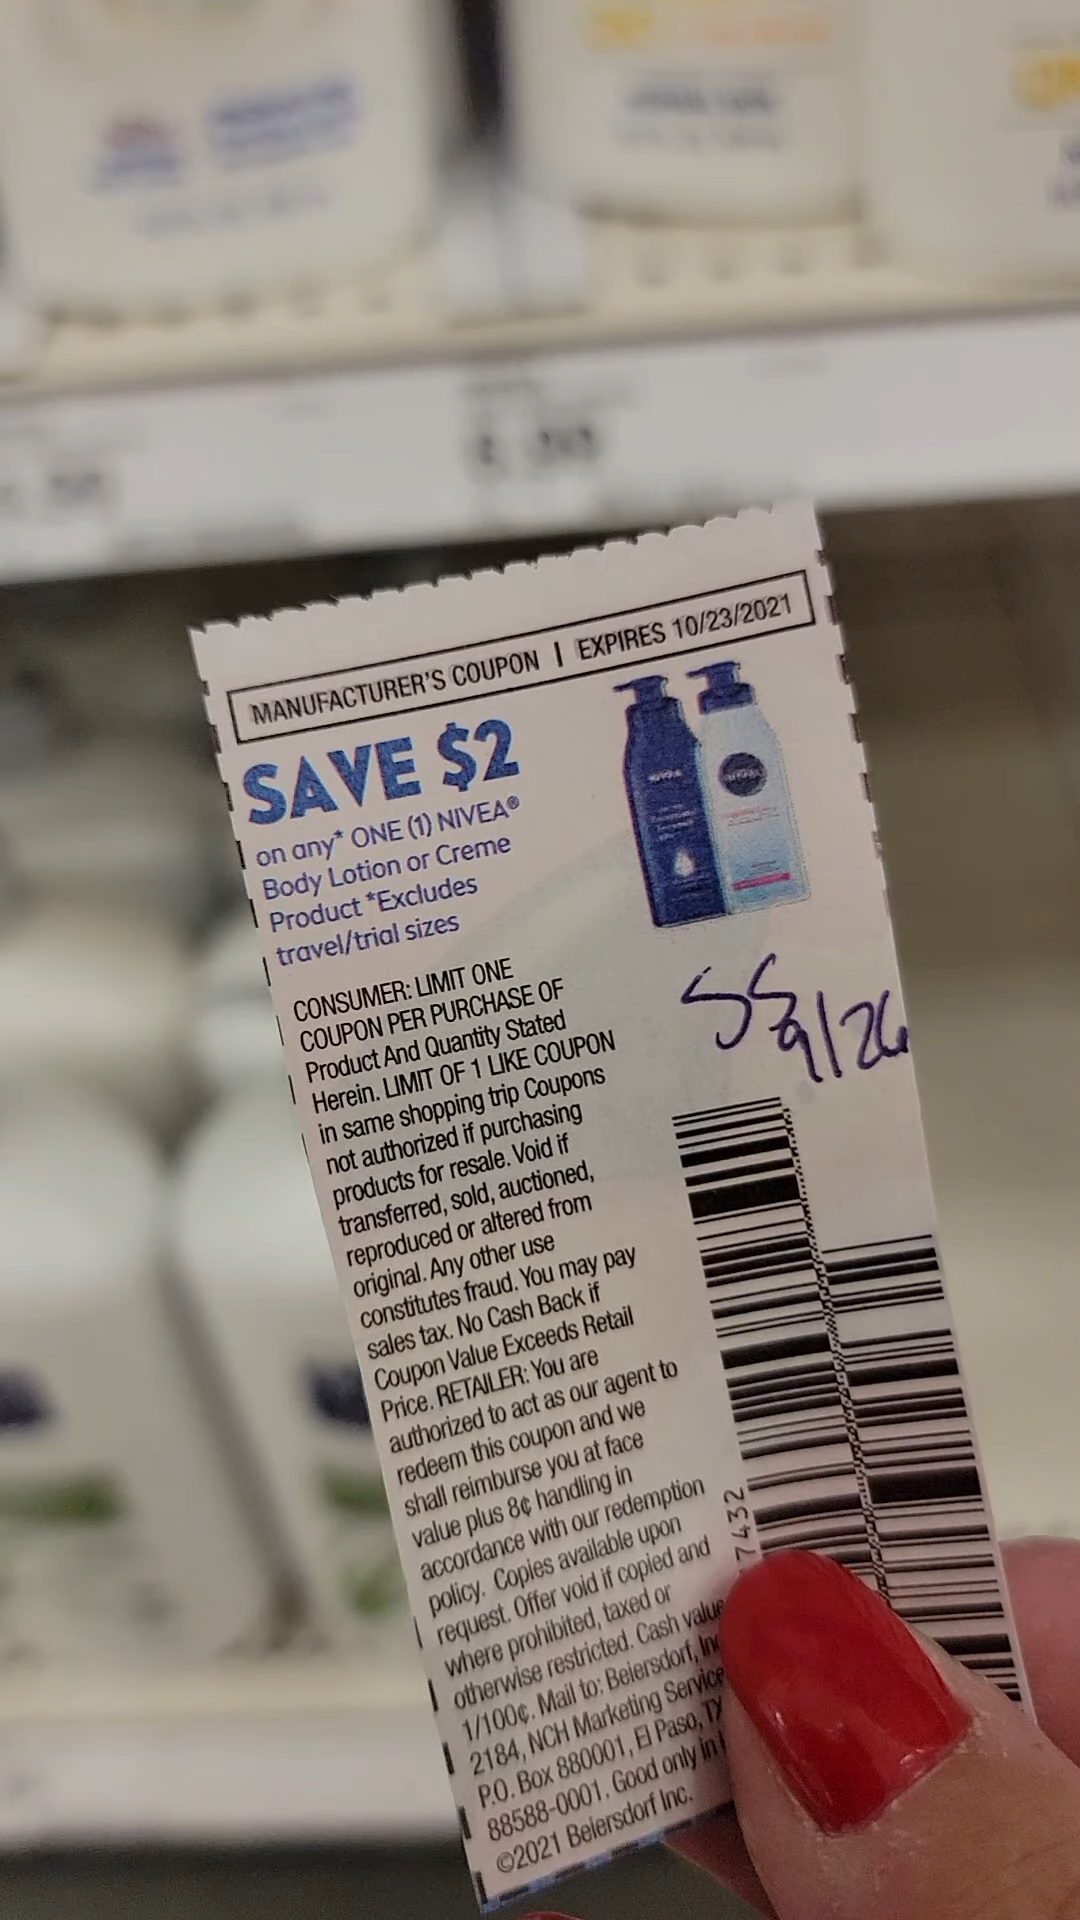 MANUFACTURER'S COUPON | EXPIRES 10/23/2021
SAVE $2
on any* ONE (1) NIVEA®
Body Lotion or Creme
Product *Excludes
travel/trial sizes
NIVEA
NIVEA
SS 9/26
CONSUMER: LIMIT ONE
COUPON PER PURCHASE OF
Product And Quantity Stated
Herein. LIMIT OF 1 LIKE COUPON
in same shopping trip Coupons
not authorized if purchasing
products for resale. Void if
transferred, sold, auctioned,
reproduced or altered from
original. Any other use
constitutes fraud. You may pay
sales tax. No Cash Back if
Coupon Value Exceeds Retail
Price. RETAILER: You are
authorized to act as our agent to
redeem this coupon and we
shall reimburse you at face
value plus 8¢ handling in
accordance with our redemption
policy. Copies available upon
request. Offer void if copied and
where prohibited, taxed or
otherwise restricted. Cash value
1/100¢. Mail to: Beiersdorf, Inc
2184, NCH Marketing Service
P.O. Box 880001, El Paso, TX
88588-0001. Good only in
©2021 Beiersdorf Inc.
7432